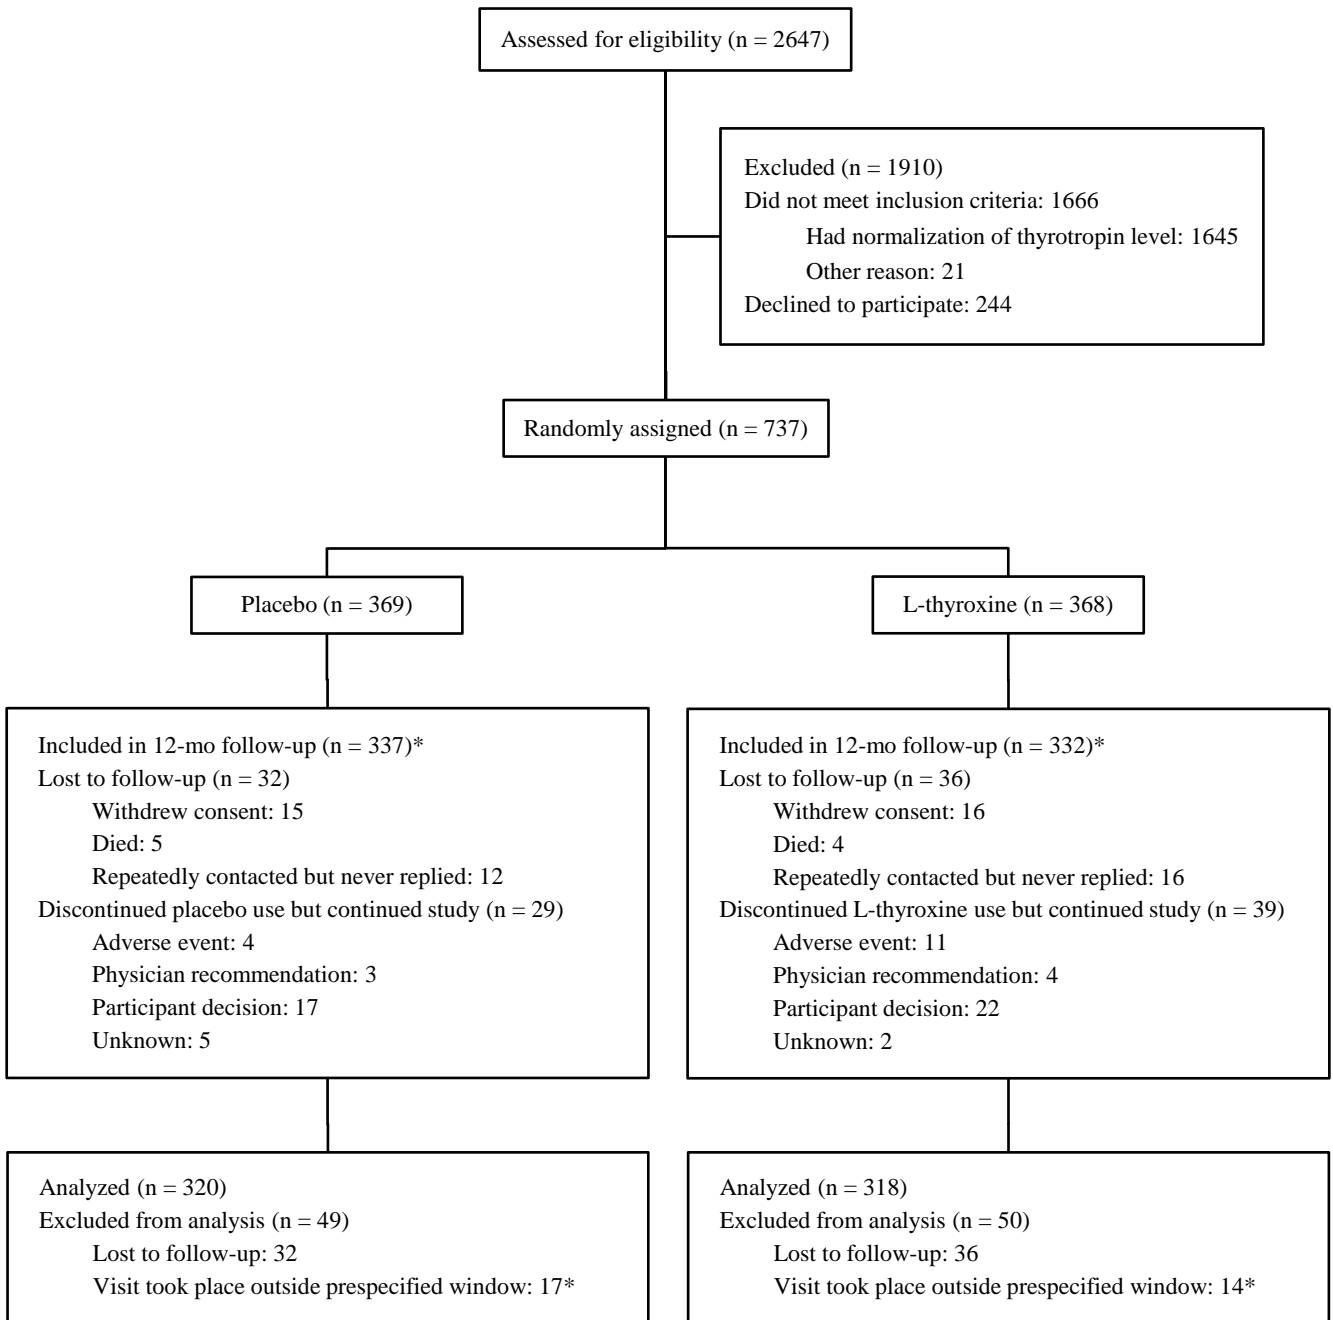 Assessed for eligibility (n = 2647)
Excluded (n = 1910)
Did not meet inclusion criteria: 1666
Had normalization of thyrotropin level: 1645
Other reason: 21
Declined to participate: 244
Randomly assigned (n = 737)
Placebo (n = 369)
L-thyroxine (n = 368)
Included in 12-mo follow-up (n = 337)*
Lost to follow-up (n = 32)
Withdrew consent: 15
Died: 5
Repeatedly contacted but never replied: 12
Discontinued placebo use but continued study (n = 29)
Adverse event: 4
Physician recommendation: 3
Participant decision: 17
Unknown: 5
Included in 12-mo follow-up (n = 332)*
Lost to follow-up (n = 36)
Withdrew consent: 16
Died: 4
Repeatedly contacted but never replied: 16
Discontinued L-thyroxine use but continued study (n = 39)
Adverse event: 11
Physician recommendation: 4
Participant decision: 22
Unknown: 2
Analyzed (n = 320)
Excluded from analysis (n = 49)
Lost to follow-up: 32
Visit took place outside prespecified window: 17*
Analyzed (n = 318)
Excluded from analysis (n = 50)
Lost to follow-up: 36
Visit took place outside prespecified window: 14*